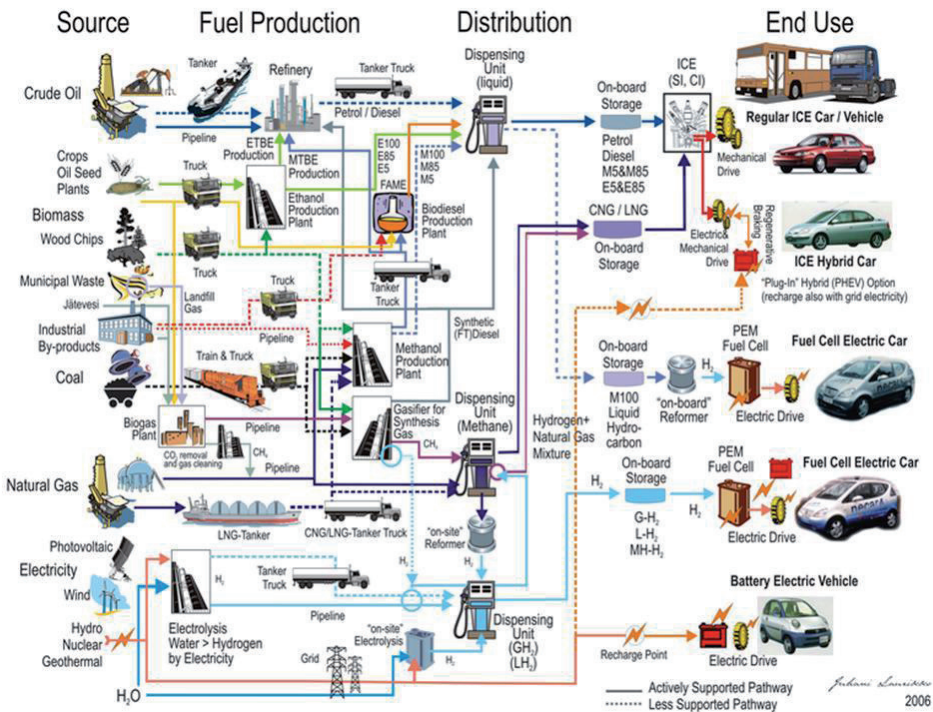 Source
Fuel Production
Distribution
End Use
Crude Oil
Tanker
Pipeline
Refinery
Tanker Truck
Petrol / Diesel
Dispensing
Unit
(liquid)
On-board
Storage
Petrol
Diesel
M5&M85
E5&E85
ICE
(SI, CI)
Regular ICE Car / Vehicle
Mechanical
Drive
Crops
Oil Seed
Plants
Truck
ETBE
Production
MTBE
Production
Ethanol
Production
Plant
E100
E85
E5
M100
M85
M5
FAME
Biodiesel
Production
Plant
CNG / LNG
On-board
Storage
Electric&
Mechanical
Drive
Regenerative
Braking
ICE Hybrid Car
"Plug-In" Hybrid (PHEV) Option
(recharge also with grid electricity)
Biomass
Wood Chips
Truck
Municipal Waste
Landfill
Gas
Jätevesi
Industrial
By-products
Truck
Pipeline
Tanker
Truck
Synthetic
(FT)Diesel
Methanol
Production
Plant
Coal
Train & Truck
Biogas
Plant
Pipeline
CO₂ removal
and gas cleaning
CH₄
Pipeline
Gasifier for
Synthesis
Gas
CH₄
Dispensing
Unit
(Methane)
Hydrogen+
Natural Gas
Mixture
On-board
Storage
M100
Liquid
Hydro-
carbon
"on-board"
Reformer
H₂
PEM
Fuel Cell
Electric Drive
Fuel Cell Electric Car
Natural Gas
LNG-Tanker
CNG/LNG-Tanker Truck
"on-site"
Reformer
H₂
H₂
H₂
On-board
Storage
G-H₂
L-H₂
MH-H₂
H₂
PEM
Fuel Cell
Electric Drive
Fuel Cell Electric Car
Photovoltaic
Electricity
Wind
Hydro
Nuclear
Geothermal
H₂O
H₂
Electrolysis
Water > Hydrogen
by Electricity
Tanker
Truck
Pipeline
Grid
"on-site"
Electrolysis
H₂
Dispensing
Unit
(GH₂)
(LH₂)
Recharge Point
Battery Electric Vehicle
Electric Drive
Actively Supported Pathway
Less Supported Pathway
2006